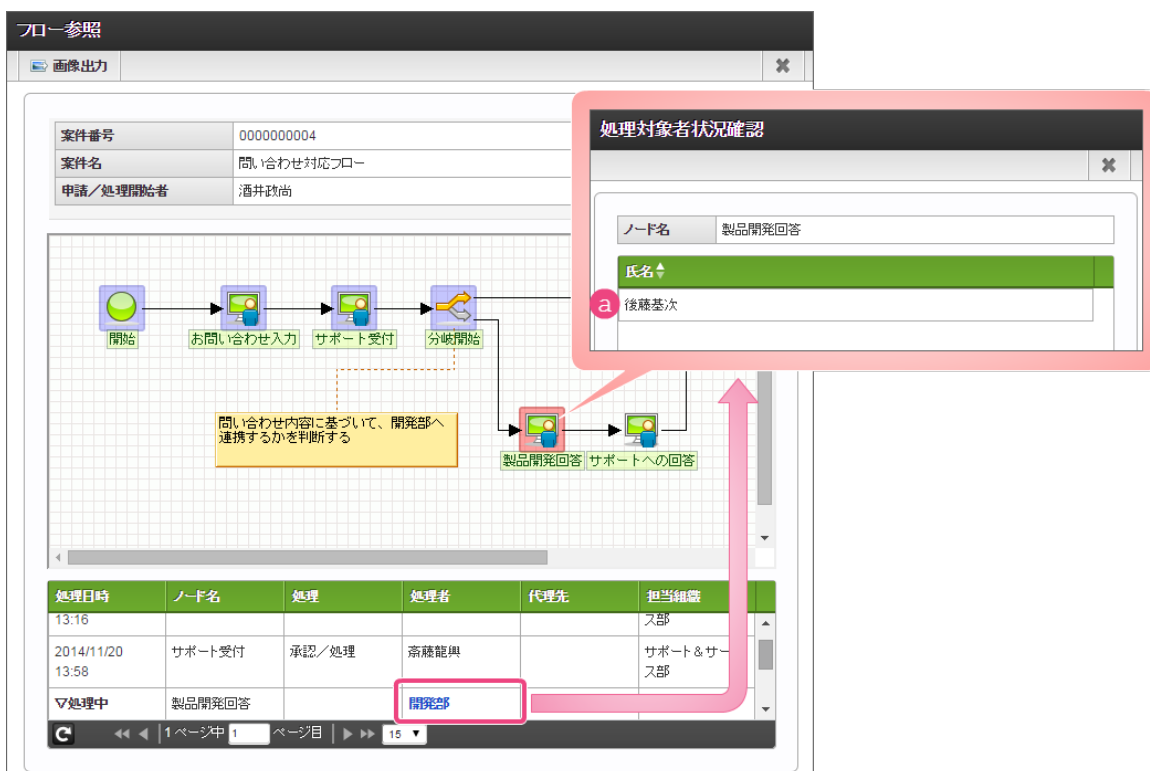 フロー参照
画像出力
案件番号 0000000004
案件名 問い合わせ対応フロー
申請／処理開始者 酒井政尚
処理対象者状況確認
ノード名 製品開発回答
氏名
a 後藤基次
開始
お問い合わせ入力
サポート受付
分岐開始
問い合わせ内容に基づいて、開発部へ
連携するかを判断する
製品開発回答
サポートへの回答
処理日時 ノード名 処理 処理者 代理先 担当組織
13:16 ス部
2014/11/20 サポート受付 承認／処理 斎藤龍興 サポート＆サー
13:58 ス部
▽処理中 製品開発回答 開発部
1 ページ中 1 ページ目 15